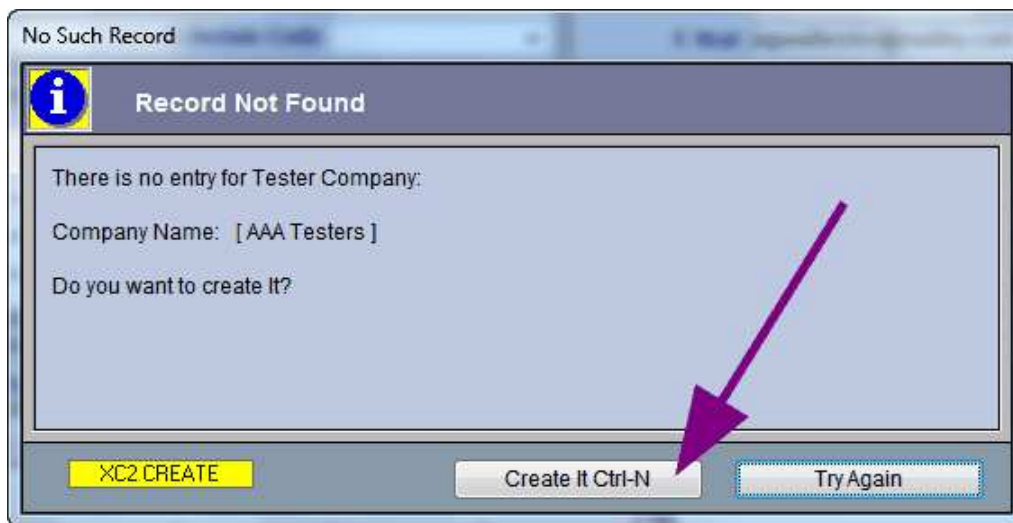 No Such Record
i
Record Not Found
There is no entry for Tester Company:
Company Name: [ AAA Testers ]
Do you want to create It?
XC2 CREATE
Create It Ctrl-N
Try Again